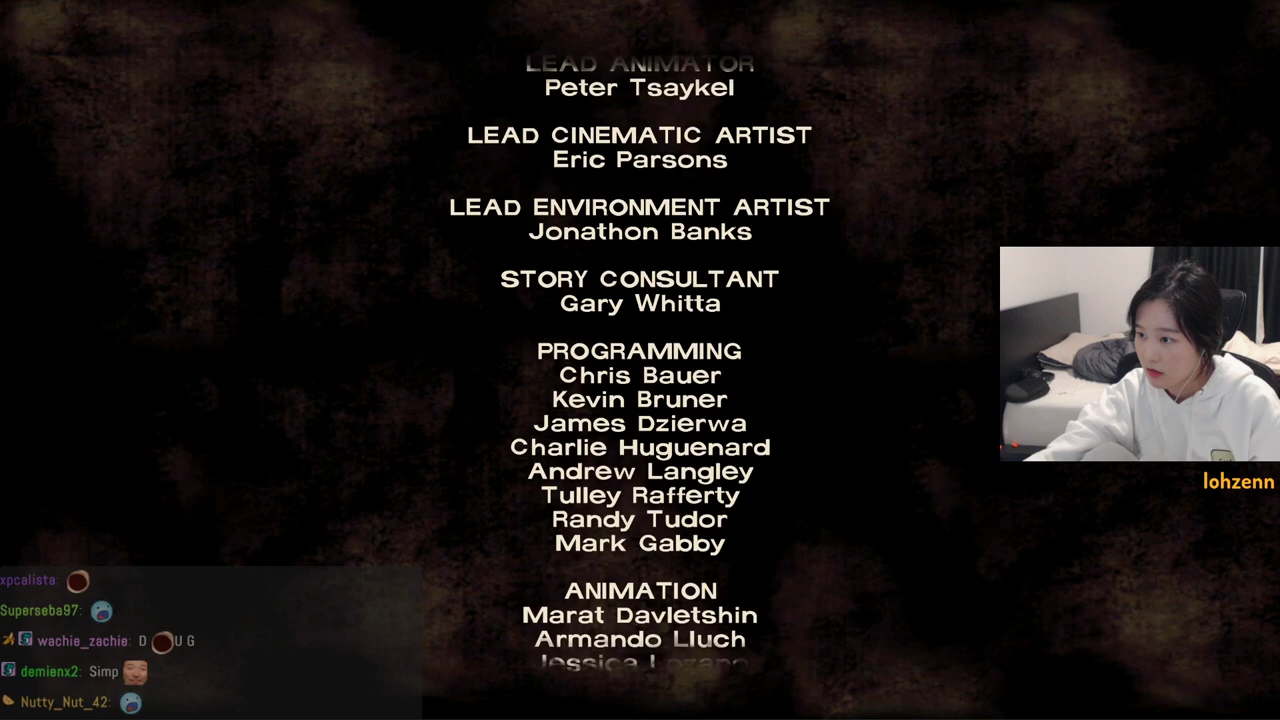 LEAD ANIMATOR
Peter Tsaykel
LEAD CINEMATIC ARTIST
Eric Parsons
LEAD ENVIRONMENT ARTIST
Jonathon Banks
STORY CONSULTANT
Gary Whitta
PROGRAMMING
Chris Bauer
Kevin Bruner
James Dzierwa
Charlie Huguenard
Andrew Langley
Tulley Rafferty
Randy Tudor
Mark Gabby
ANIMATION
Marat Davletshin
Armando Lluch
Jessica Lozano
lohzenn
xpcalista:
Superseba97:
wachie_zachie: D U G
demienx2: Simp
Nutty_Nut_42: